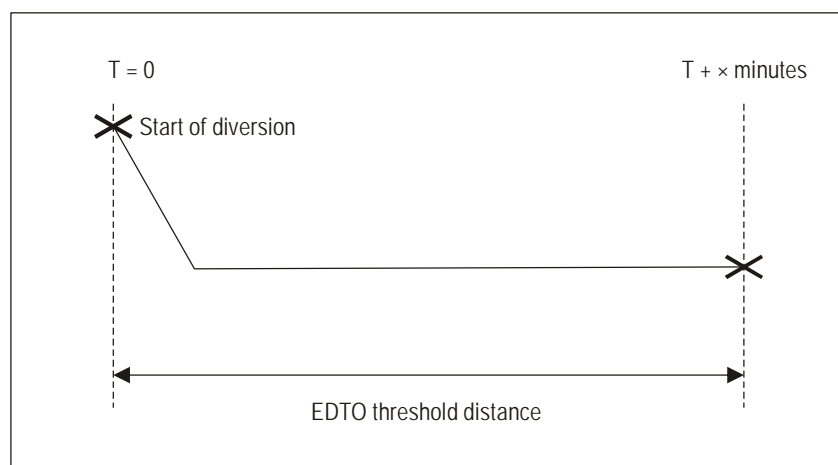 T = 0
T + × minutes
Start of diversion
EDTO threshold distance